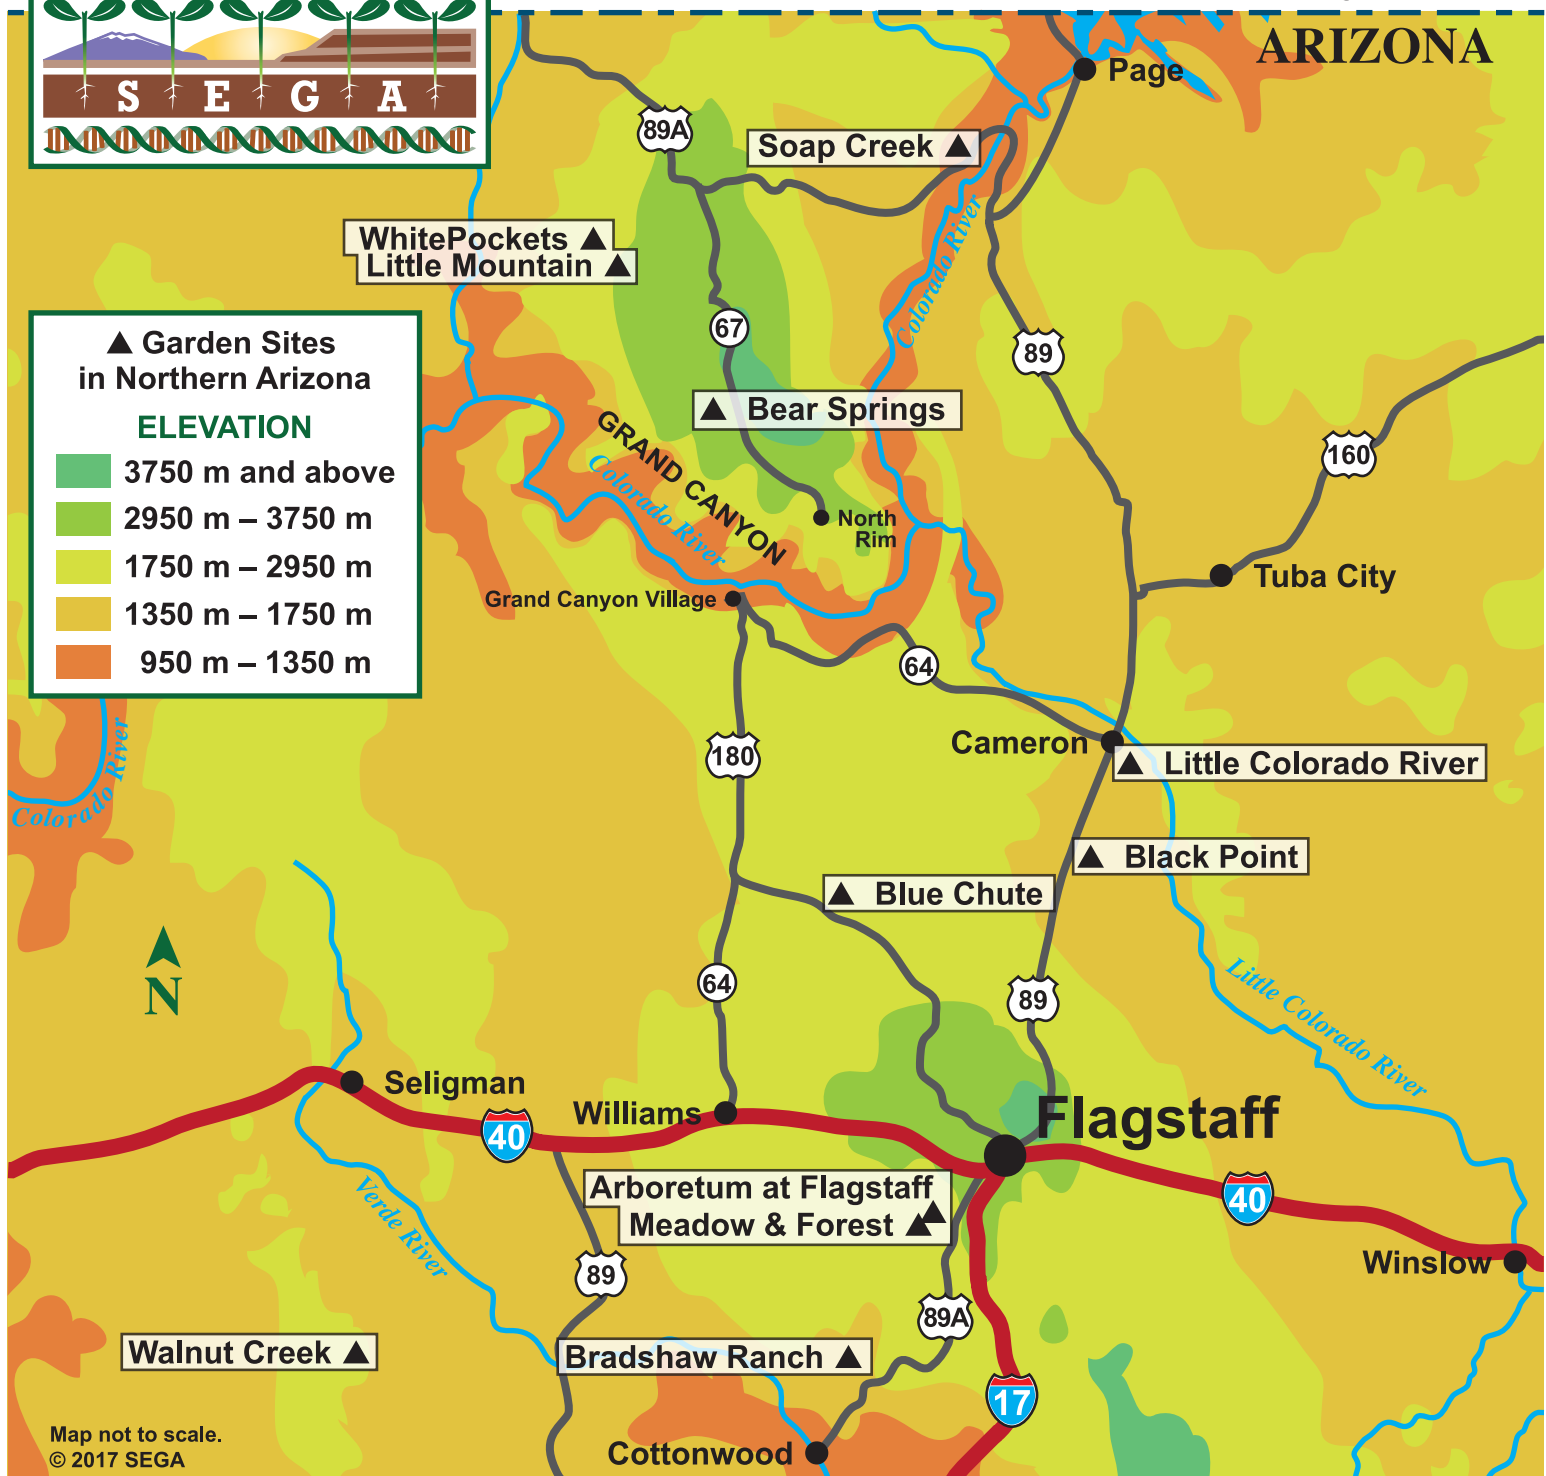 ARIZONA
SEGA
Page
89A
Soap Creek
WhitePockets
Little Mountain
Colorado River
67
89
Garden Sites
in Northern Arizona
ELEVATION
3750 m and above
2950 m – 3750 m
1750 m – 2950 m
1350 m – 1750 m
950 m – 1350 m
Bear Springs
GRAND CANYON
Colorado River
160
North
Rim
Tuba City
Grand Canyon Village
64
Colorado River
180
Cameron
Little Colorado River
Black Point
Blue Chute
N
64
89
Little Colorado River
Seligman
40
Williams
Flagstaff
Arboretum at Flagstaff
Meadow & Forest
40
Verde River
89
Winslow
89A
Walnut Creek
Bradshaw Ranch
17
Map not to scale.
© 2017 SEGA
Cottonwood